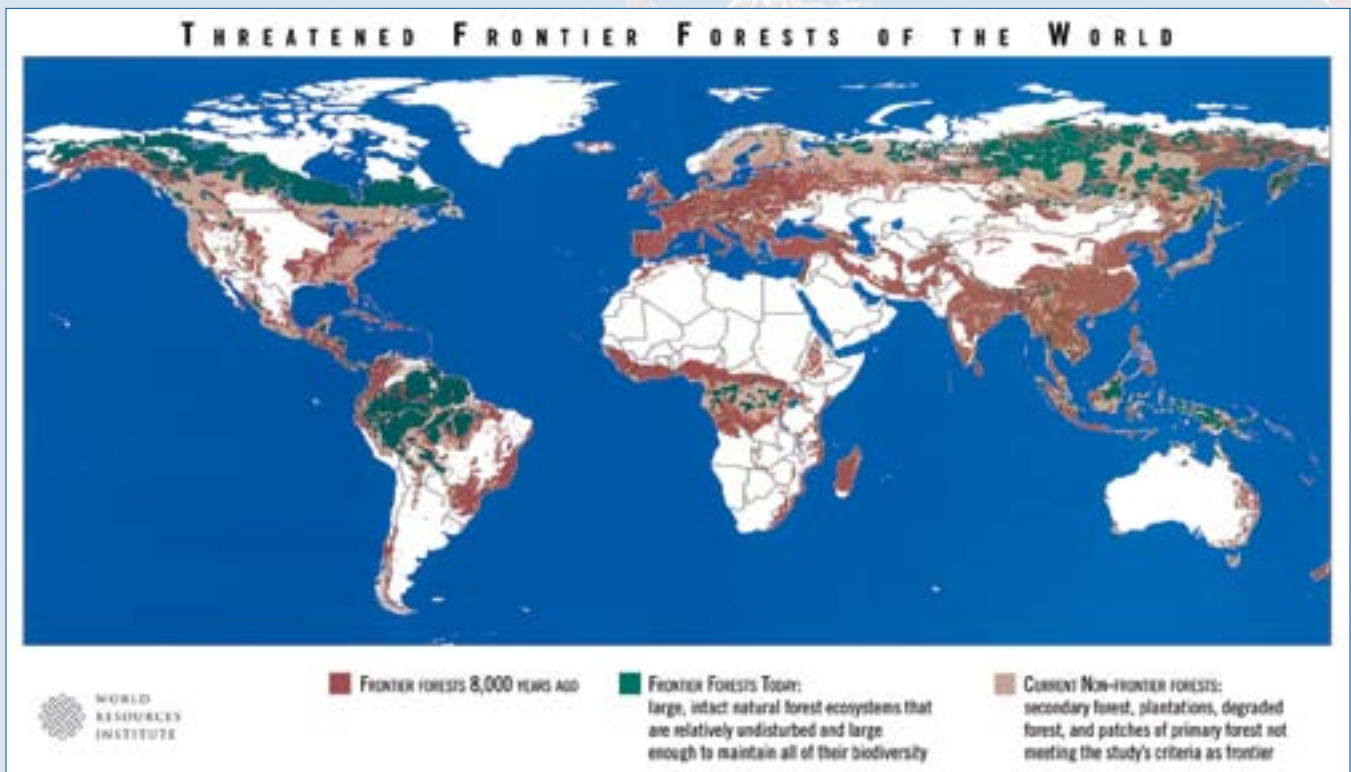 THREATENED FRONTIER FORESTS OF THE WORLD
WORLD
RESOURCES
INSTITUTE
FRONTIER FORESTS 8,000 YEARS AGO
FRONTIER FORESTS TODAY:
large, intact natural forest ecosystems that
are relatively undisturbed and large
enough to maintain all of their biodiversity
CURRENT NON-FRONTIER FORESTS:
secondary forest, plantations, degraded
forest, and patches of primary forest not
meeting the study's criteria as frontier